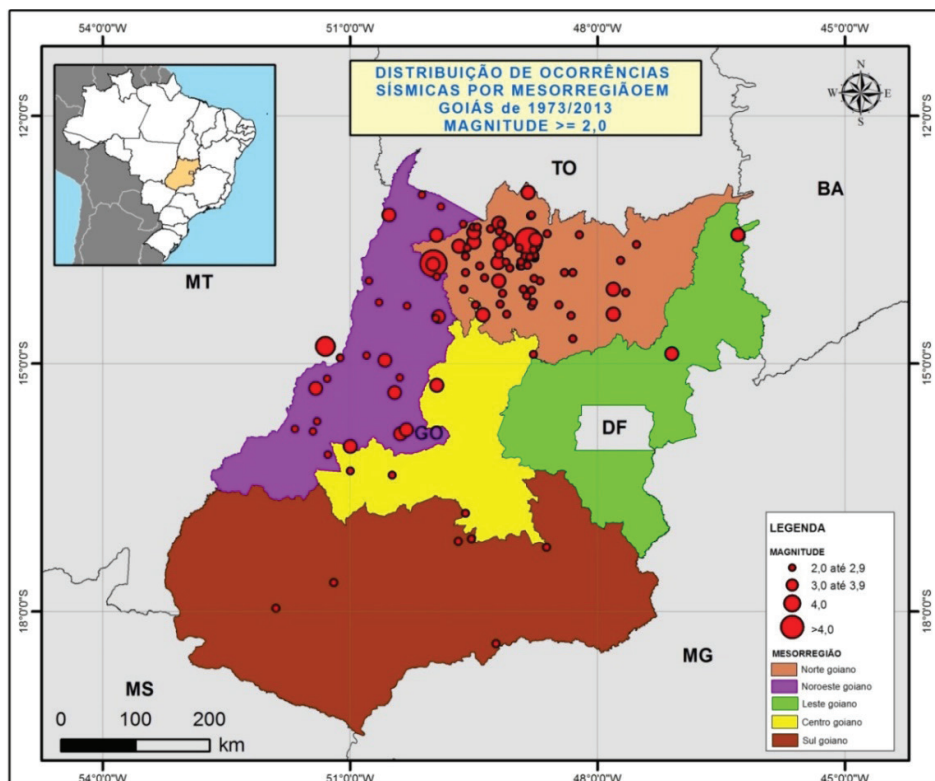 54°0'0"W
51°0'0"W
48°0'0"W
45°0'0"W
DISTRIBUIÇÃO DE OCORRÊNCIAS
SÍSMICAS POR MESORREGIÃOEM
GOIÁS de 1973/2013
MAGNITUDE >= 2,0
N
W E
S
12°0'0"S
12°0'0"S
TO
BA
MT
15°0'0"S
15°0'0"S
GO
DF
LEGENDA
MAGNITUDE
2,0 até 2,9
3,0 até 3,9
4,0
>4,0
MESORREGIÃO
Norte goiano
Noroeste goiano
Leste goiano
Centro goiano
Sul goiano
18°0'0"S
18°0'0"S
MG
MS
0 100 200
km
54°0'0"W
51°0'0"W
48°0'0"W
45°0'0"W